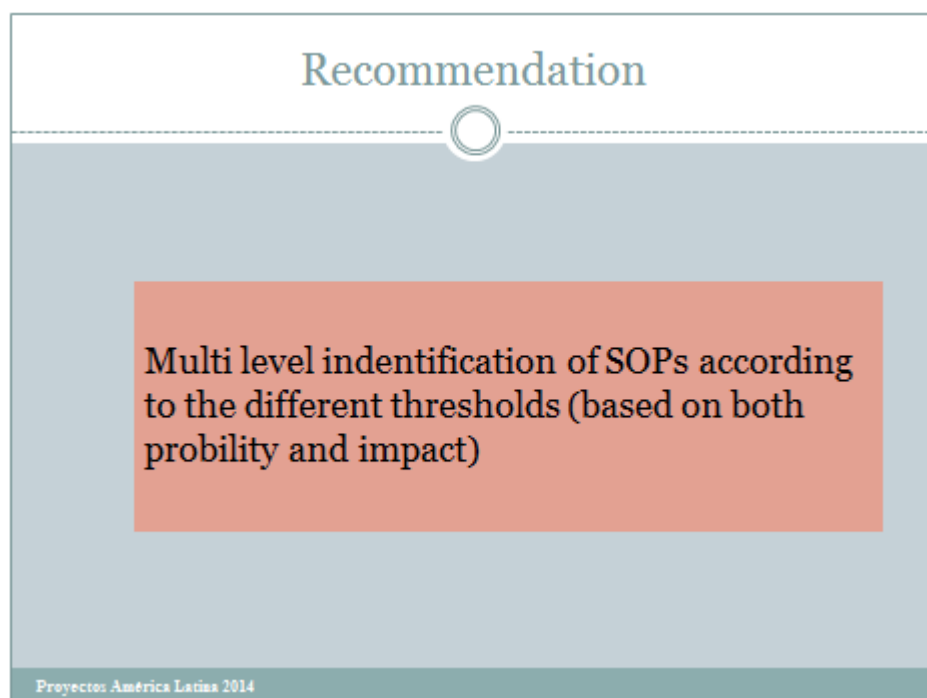 Recommendation
Multi level indentification of SOPs according
to the different thresholds (based on both
probility and impact)
Proyectos América Latina 2014